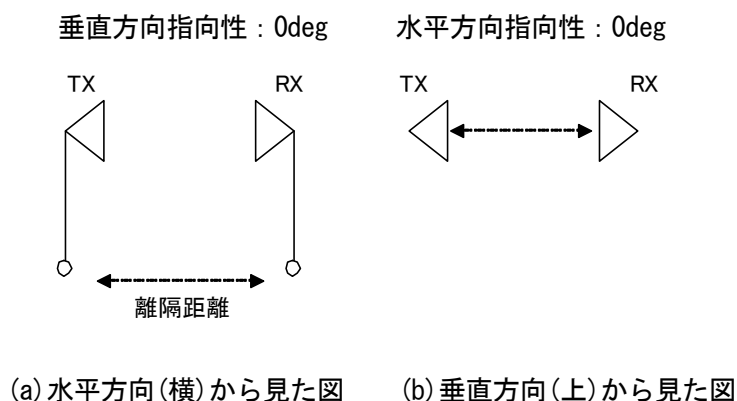 垂直方向指向性：0deg
水平方向指向性：0deg
TX
RX
TX
RX
離隔距離
(a)水平方向(横)から見た図
(b)垂直方向(上)から見た図